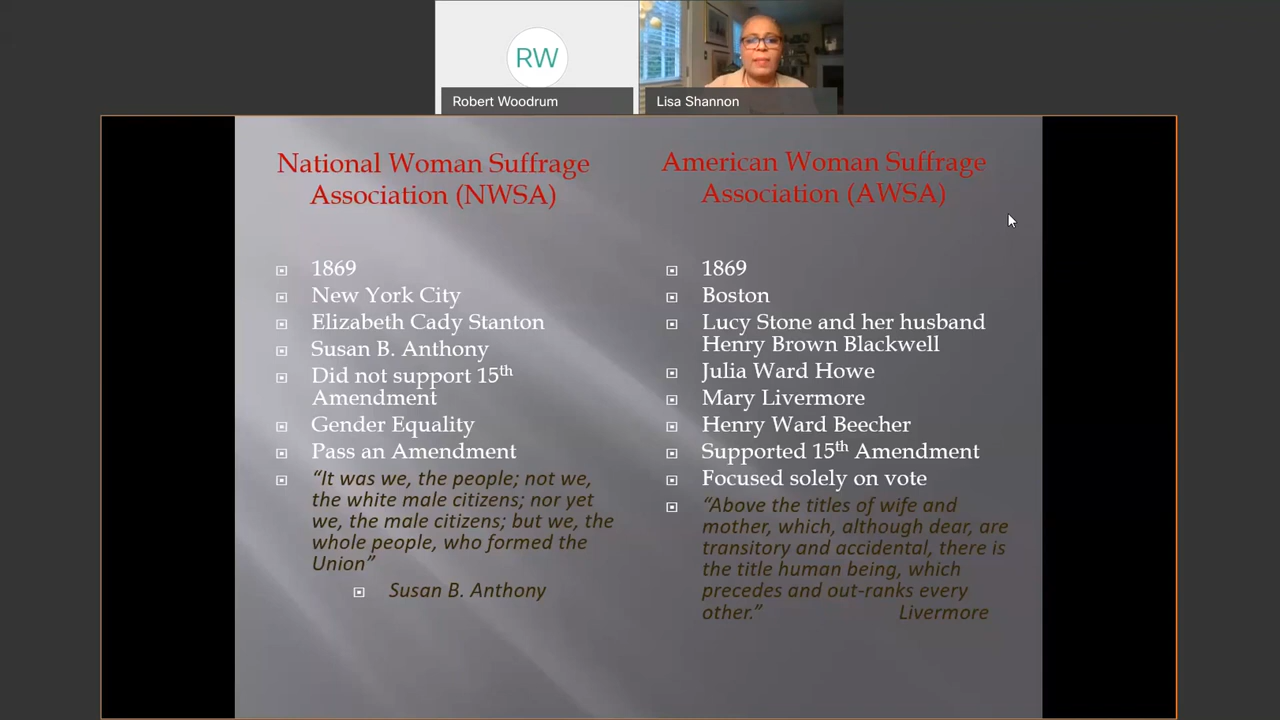 RW
Robert Woodrum
Lisa Shannon
National Woman Suffrage
Association (NWSA)
1869
New York City
Elizabeth Cady Stanton
Susan B. Anthony
Did not support 15th
Amendment
Gender Equality
Pass an Amendment
“It was we, the people; not we,
the white male citizens; nor yet
we, the male citizens; but we, the
whole people, who formed the
Union”
Susan B. Anthony
American Woman Suffrage
Association (AWSA)
1869
Boston
Lucy Stone and her husband
Henry Brown Blackwell
Julia Ward Howe
Mary Livermore
Henry Ward Beecher
Supported 15th Amendment
Focused solely on vote
“Above the titles of wife and
mother, which, although dear, are
transitory and accidental, there is
the title human being, which
precedes and out-ranks every
other.” Livermore